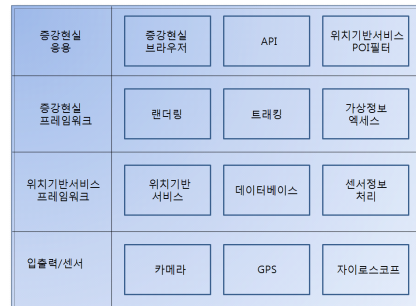 증강현실
응용
증강현실
브라우저
API
위치기반서비스
POI필터
증강현실
프레임워크
랜더링
트래킹
가상정보
엑세스
위치기반서비스
프레임워크
위치기반
서비스
데이터베이스
센서정보
처리
입출력/센서
카메라
GPS
자이로스코프